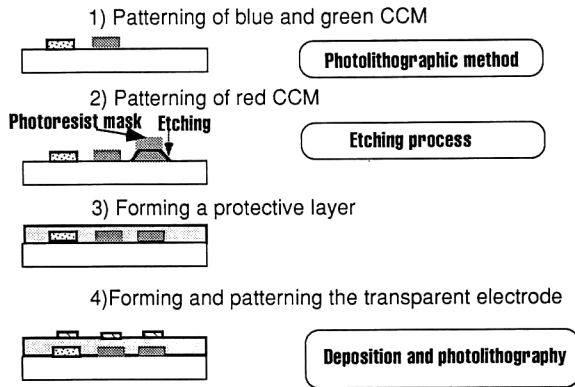 1) Patterning of blue and green CCM
Photolithographic method
2) Patterning of red CCM
Photoresist mask
Etching
Etching process
3) Forming a protective layer
4)Forming and patterning the transparent electrode
Deposition and photolithography